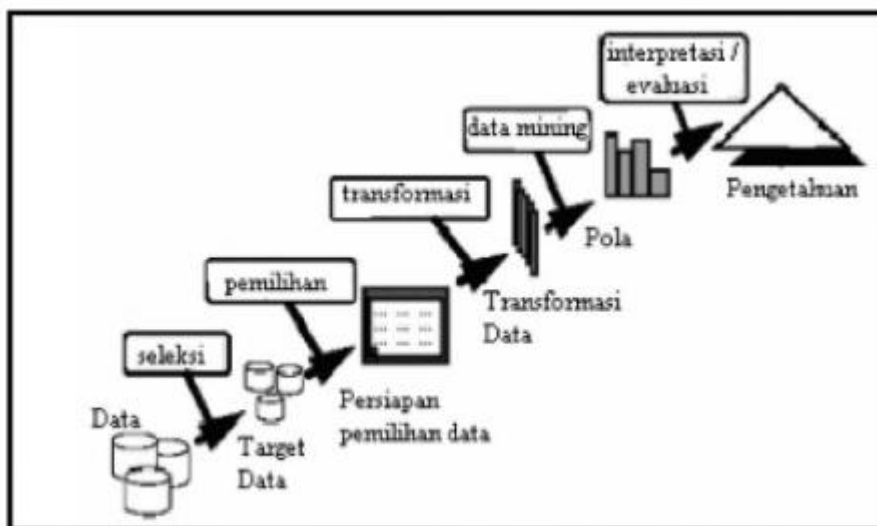 interpretasi /
evaluasi
data mining
Pengetahuan
transformasi
Pola
pemilihan
Transformasi
Data
seleksi
Persiapan
pemilihan data
Data
Target
Data